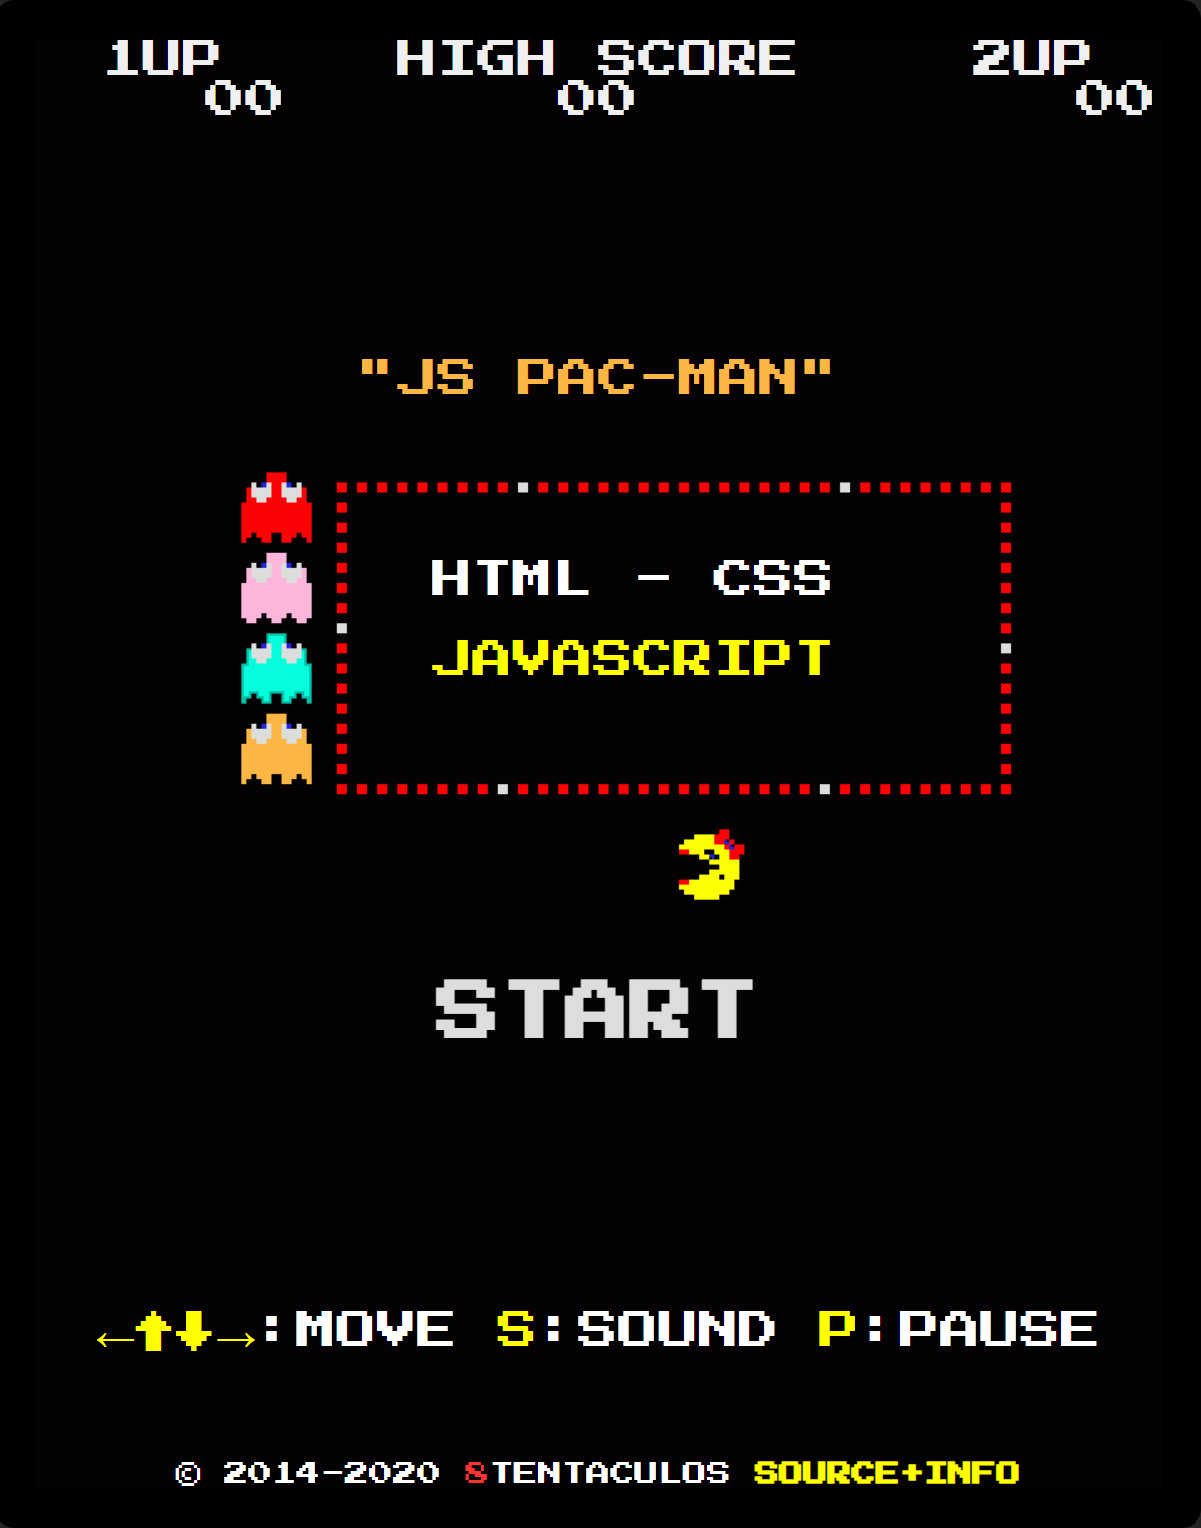 1UP HIGH SCORE 2UP
00 00 00
"JS PAC-MAN"
HTML - CSS
JAVASCRIPT
START
←↑↓→:MOVE S:SOUND P:PAUSE
© 2014-2020 &TENTACULOS SOURCE+INFO